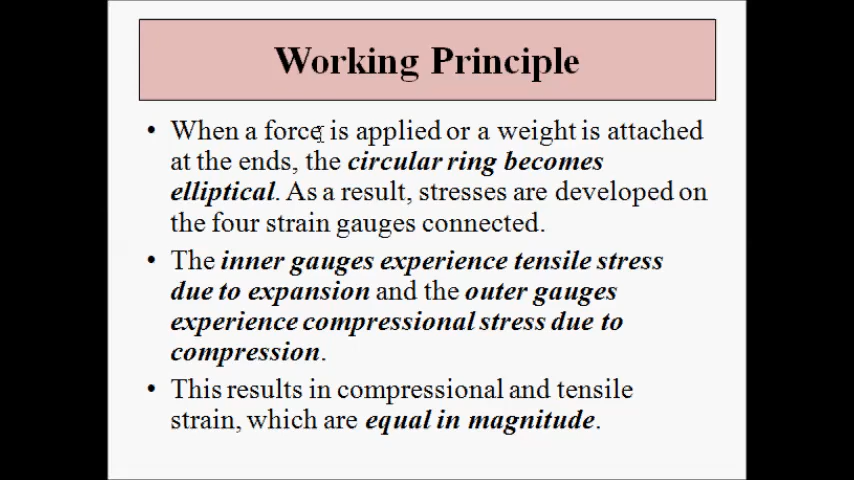 Working Principle
• When a force is applied or a weight is attached
at the ends, the circular ring becomes
elliptical. As a result, stresses are developed on
the four strain gauges connected.
• The inner gauges experience tensile stress
due to expansion and the outer gauges
experience compressional stress due to
compression.
• This results in compressional and tensile
strain, which are equal in magnitude.